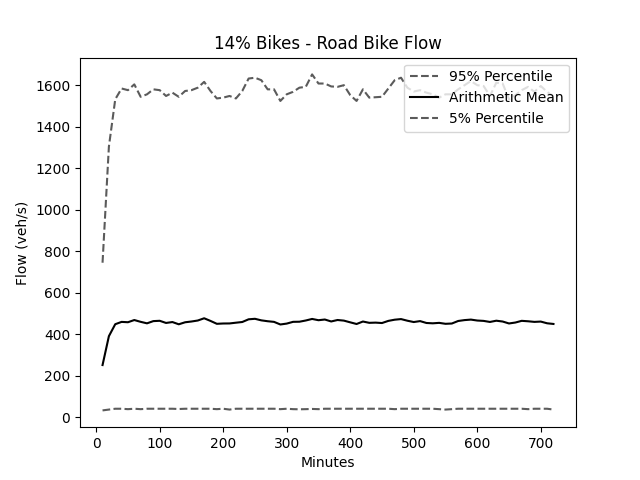 14% Bikes - Road Bike Flow
1600
1400
1200
1000
800
600
400
200
0
Flow (veh/s)
95% Percentile
Arithmetic Mean
5% Percentile
0 100 200 300 400 500 600 700
Minutes